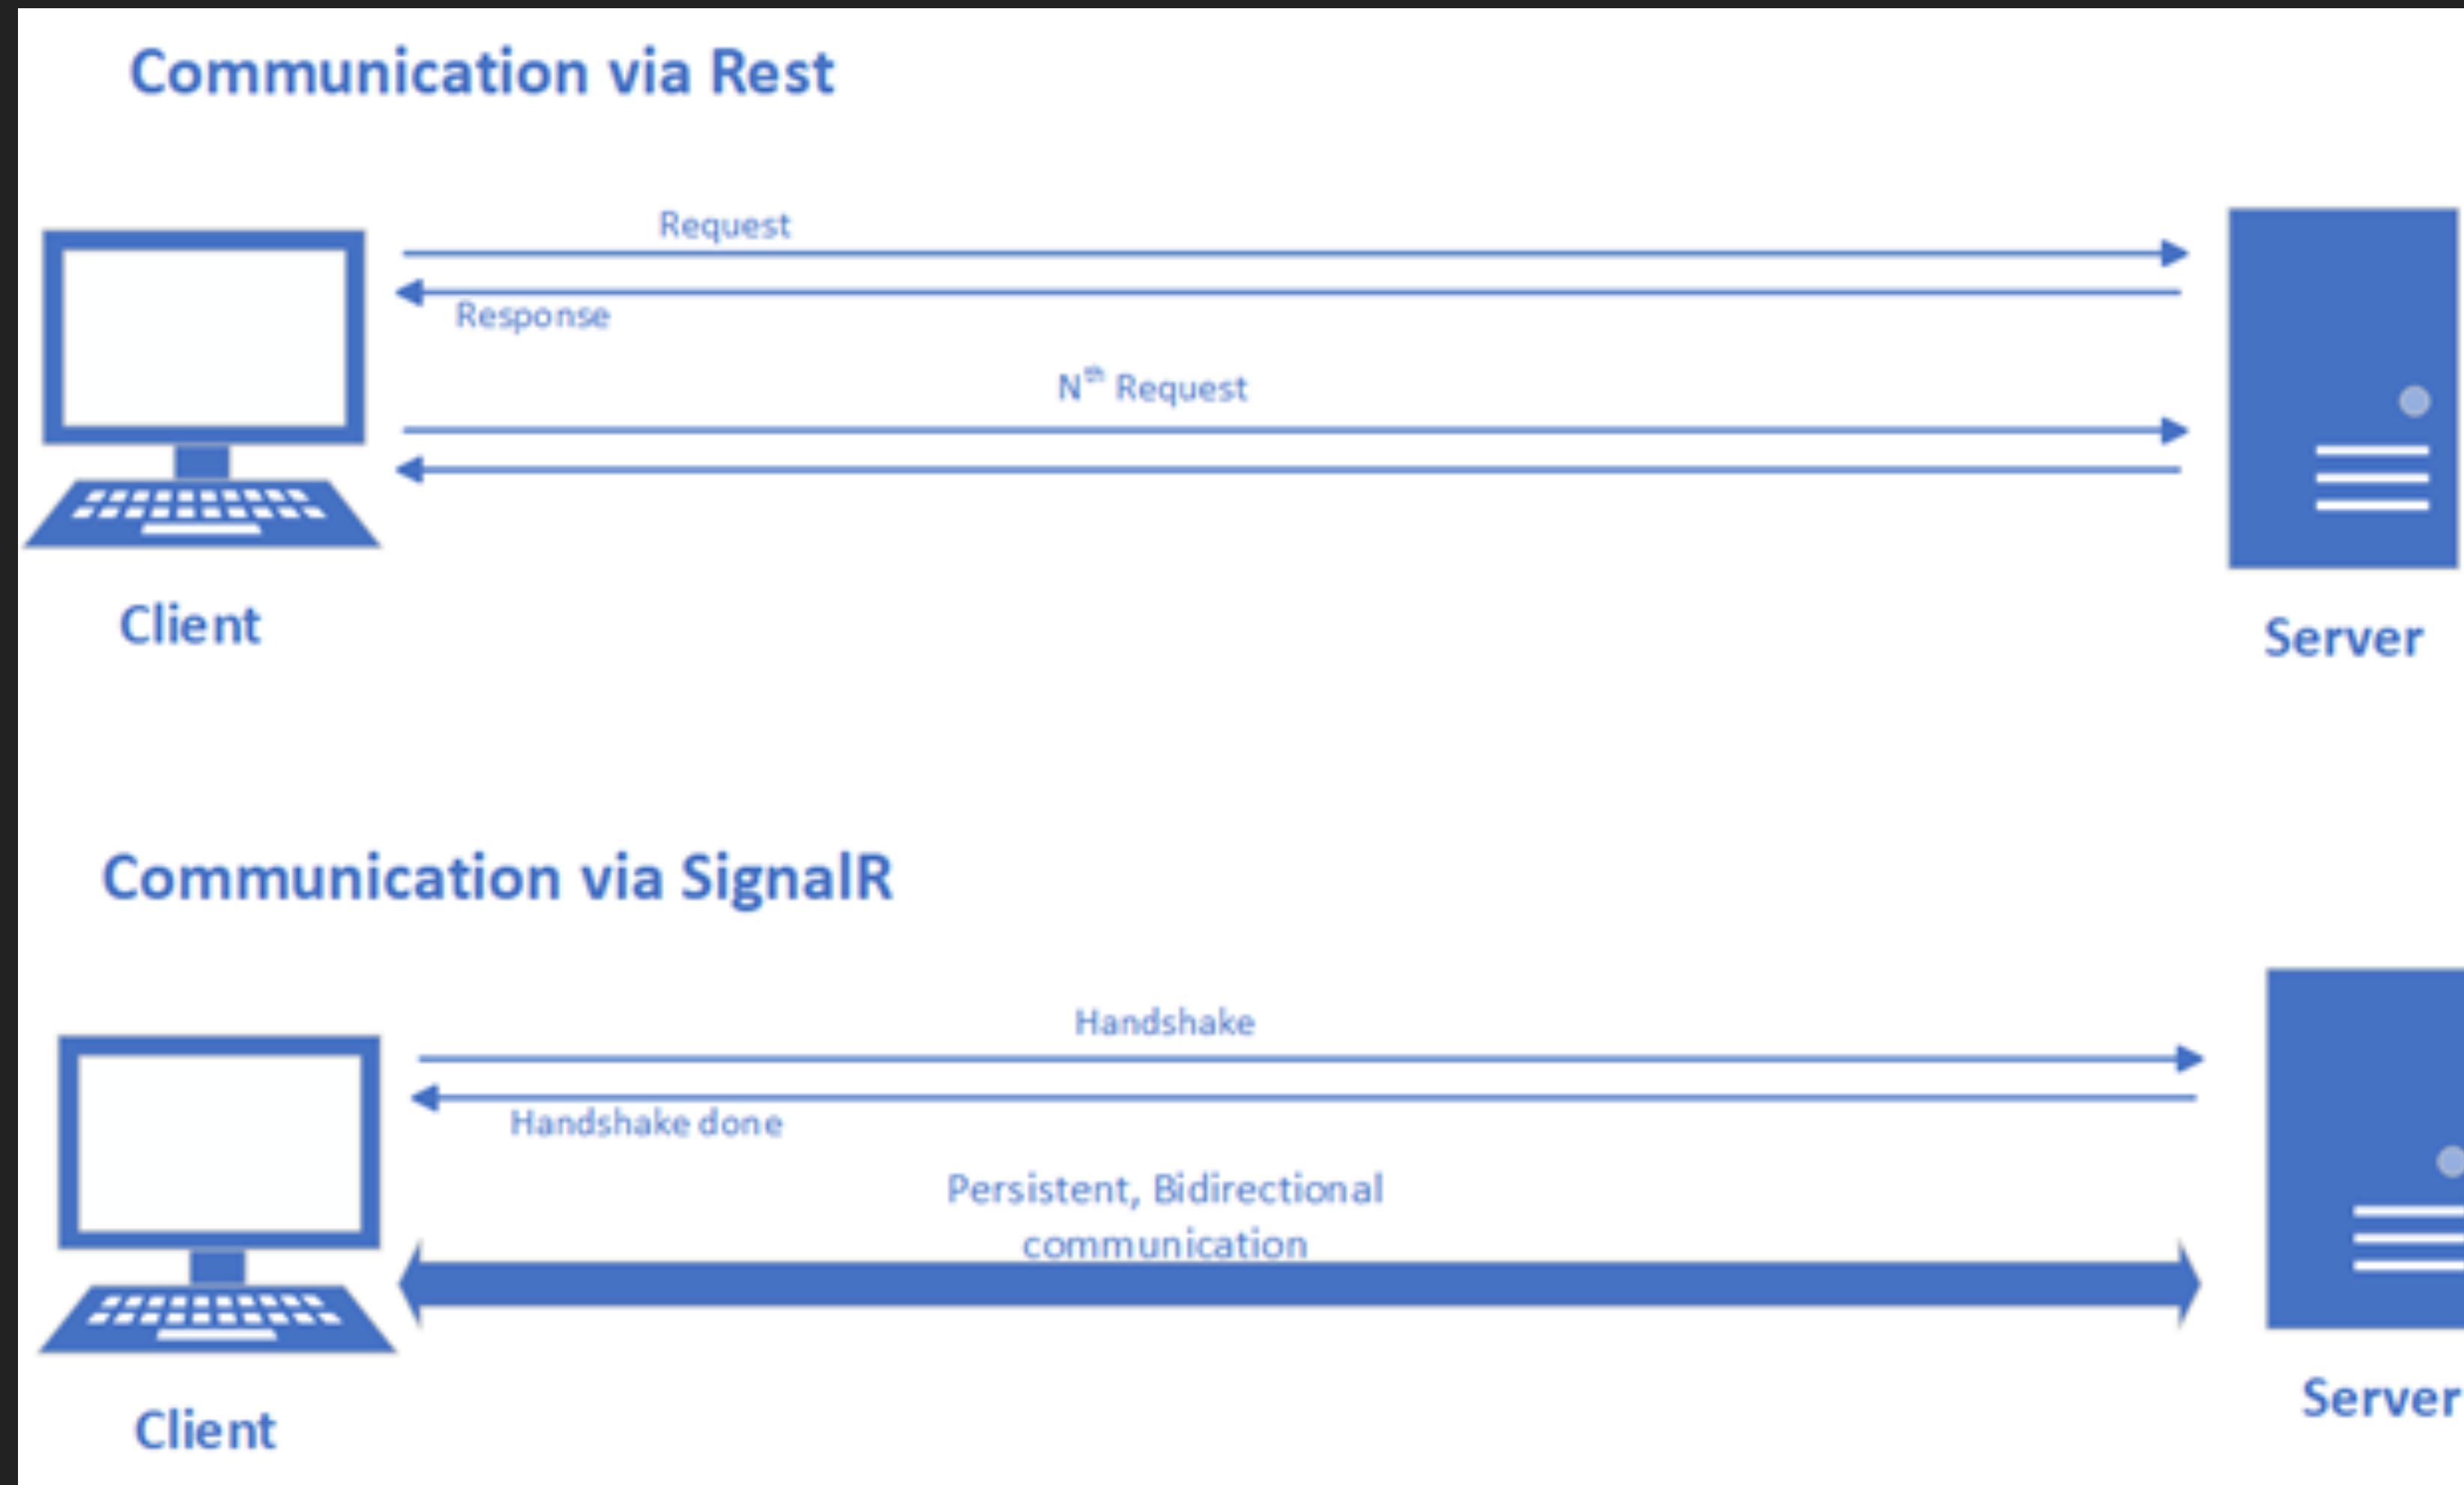 Communication via Rest
Request
Response
Nth Request
Client
Server
Communication via SignalR
Handshake
Handshake done
Persistent, Bidirectional
communication
Client
Server